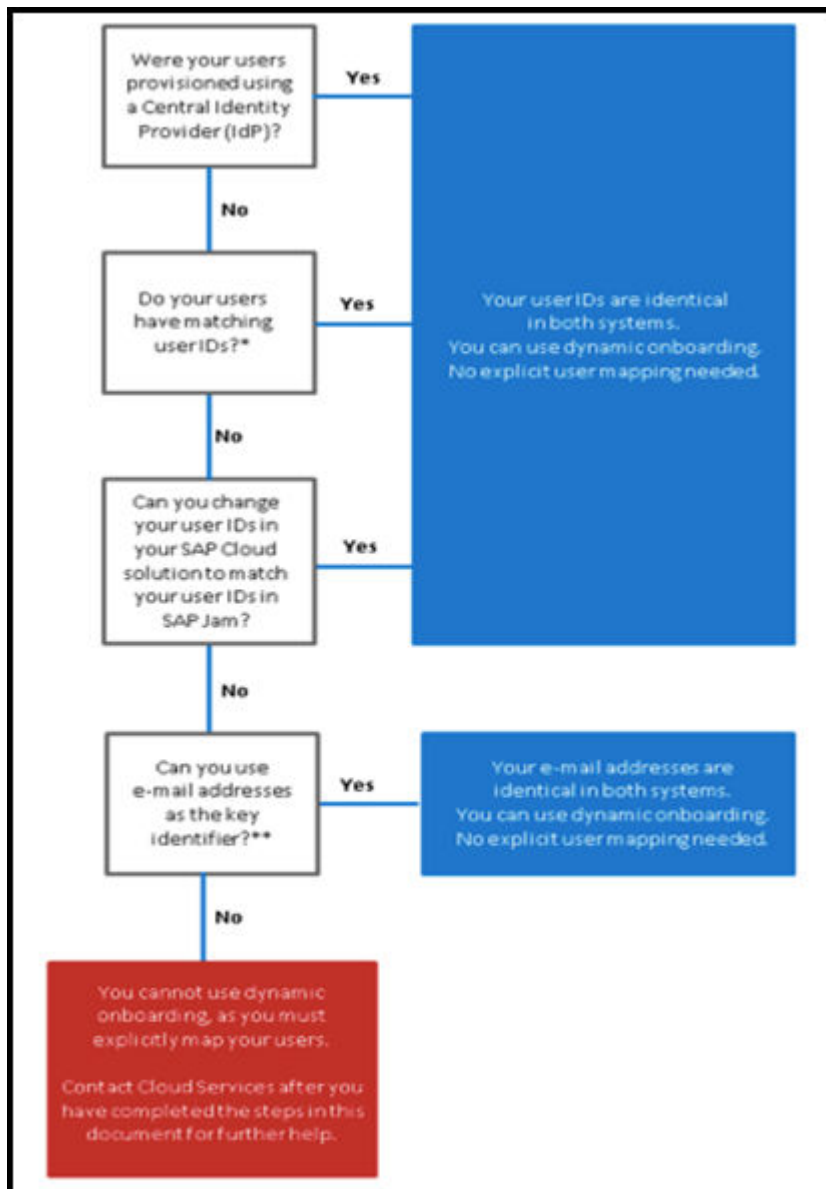 Were your users
provisioned using
a Central Identity
Provider (IdP)?
Yes
No
Do your users
have matching
user IDs?*
Yes
Your user IDs are identical
in both systems.
You can use dynamic onboarding.
No explicit user mapping needed.
No
Can you change
your user IDs in
your SAP Cloud
solution to match
your user IDs in
SAP Jam?
Yes
No
Can you use
e-mail addresses
as the key
identifier?**
Yes
Your e-mail addresses are
identical in both systems.
You can use dynamic onboarding.
No explicit user mapping needed.
No
You cannot use dynamic
onboarding, as you must
explicitly map your users.
Contact Cloud Services after you
have completed the steps in this
document for further help.